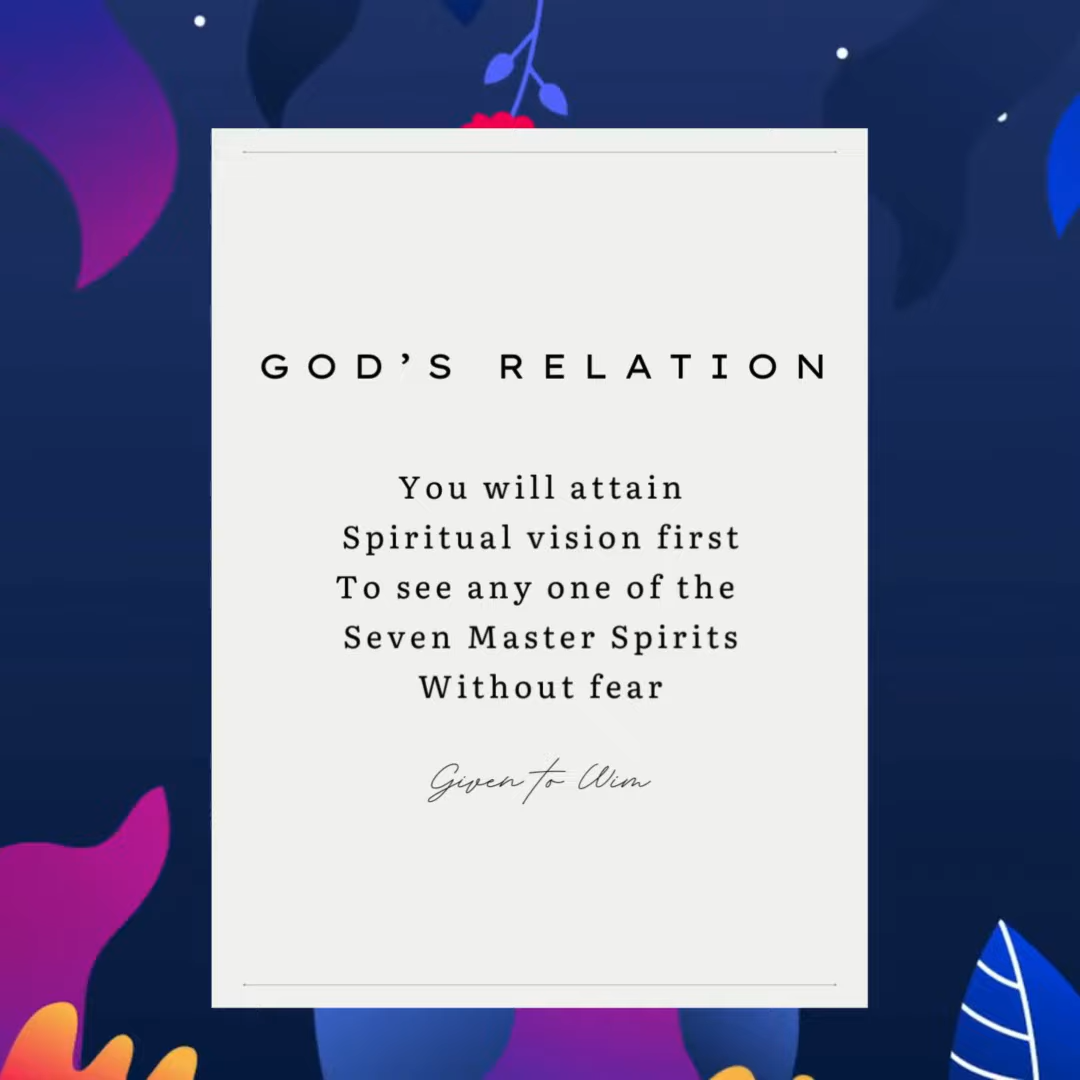 GOD’S RELATION
You will attain
Spiritual vision first
To see any one of the
Seven Master Spirits
Without fear
Given to Wim